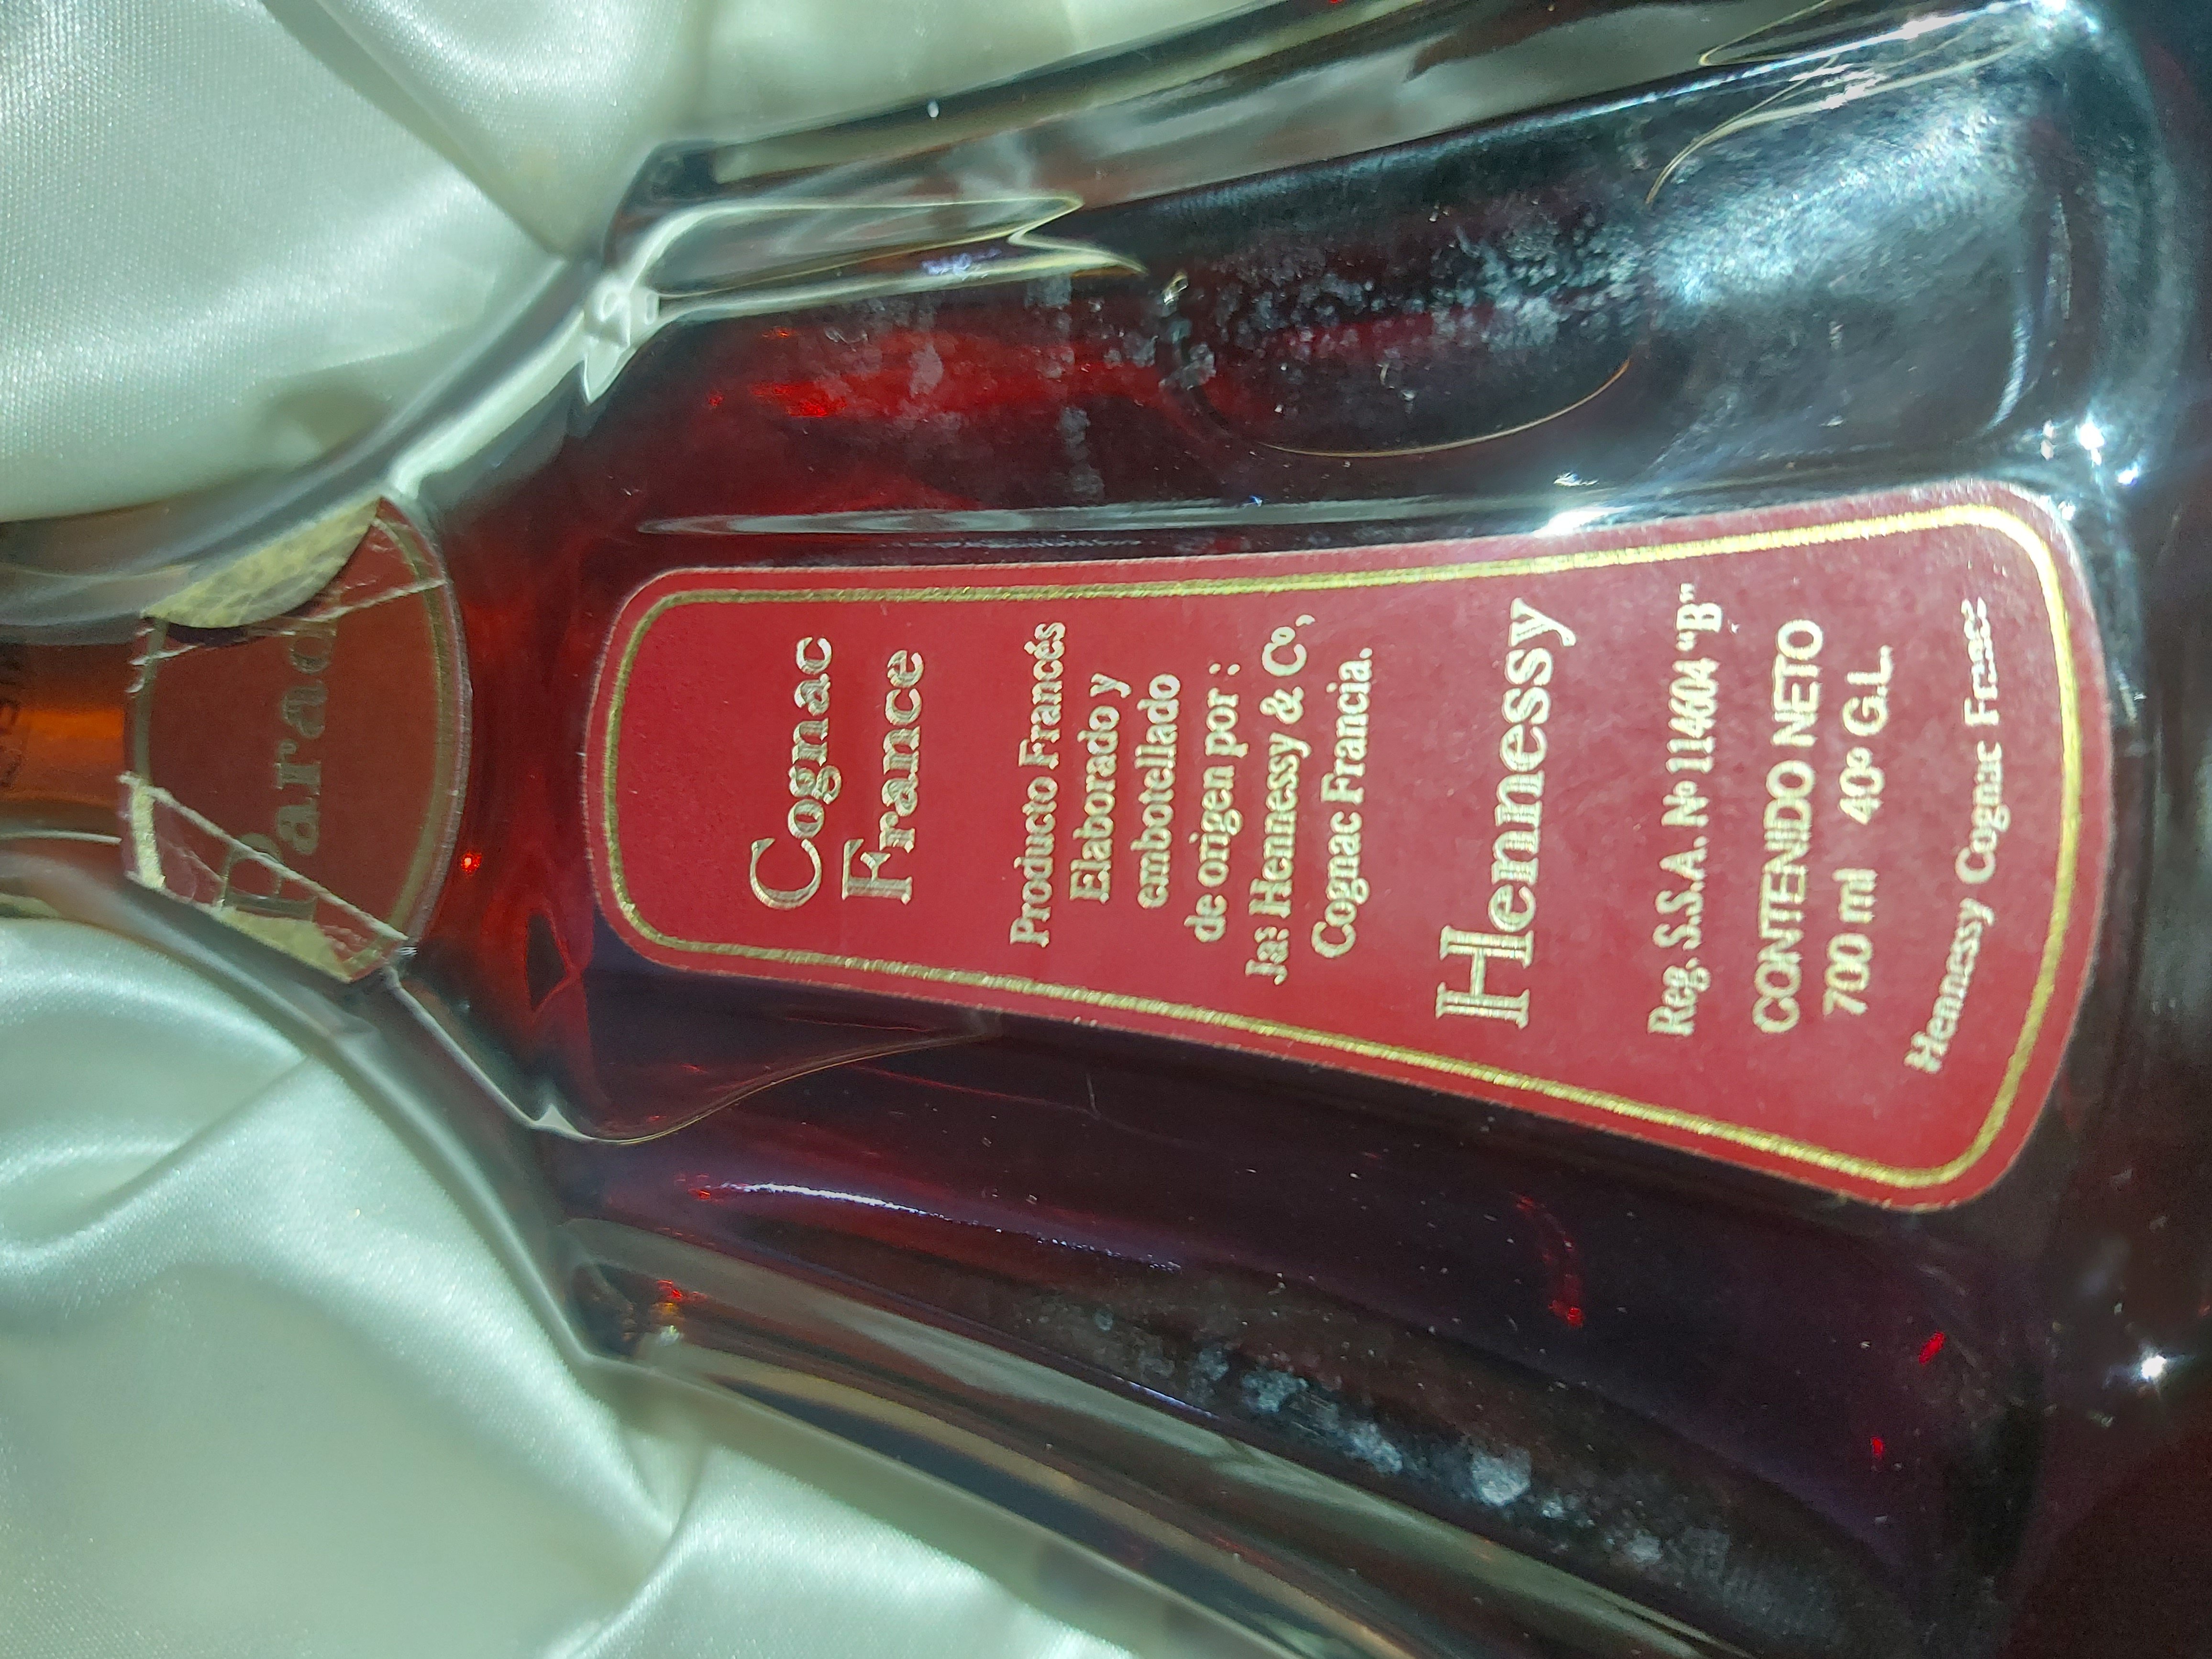 Parad
Cognac
France
Producto Francés
Elaborado y
embotellado
de origen por :
Jas Hennessy & Co,
Cognac Francia.
Hennessy
Reg. S.S.A. Nº 114604 "B"
CONTENIDO NETO
700 ml 40º G.L.
Hennessy Cognac France